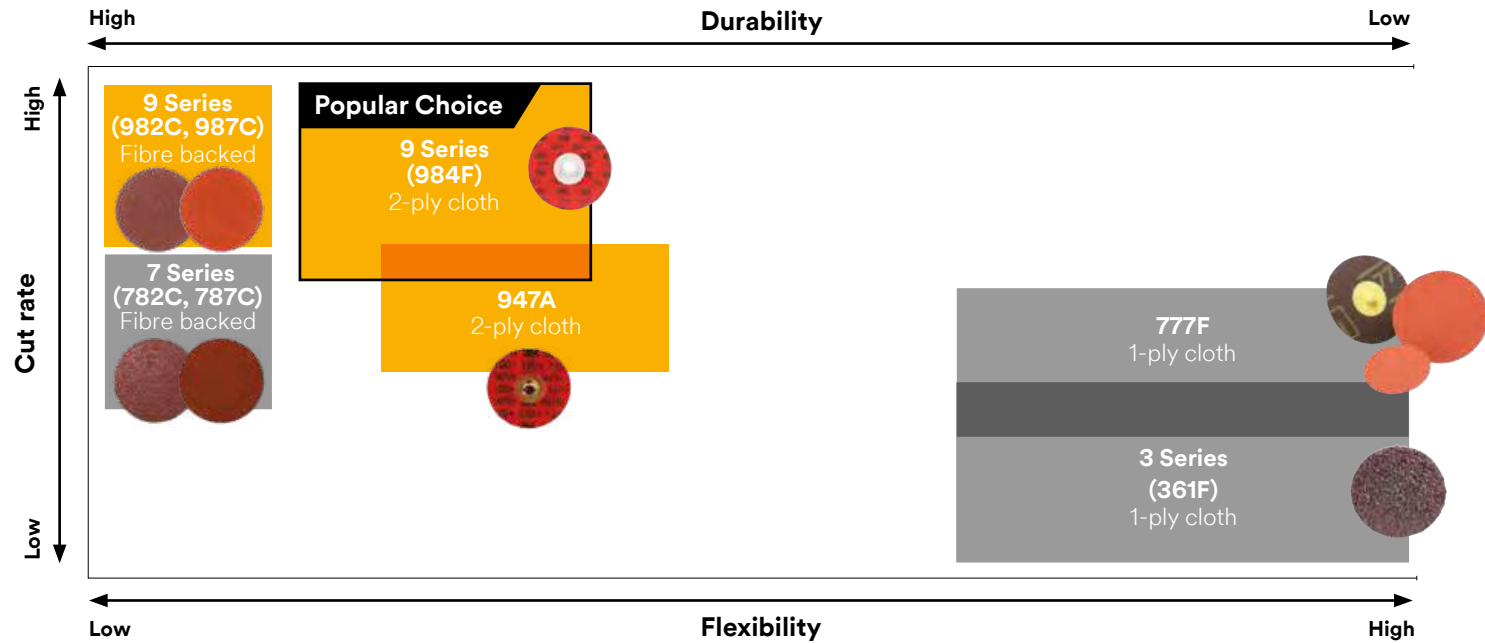 High
Durability
Low
High
Cut rate
Low
9 Series
(982C, 987C)
Fibre backed
Popular Choice
9 Series
(984F)
2-ply cloth
7 Series
(782C, 787C)
Fibre backed
947A
2-ply cloth
777F
1-ply cloth
3 Series
(361F)
1-ply cloth
Low
Flexibility
High